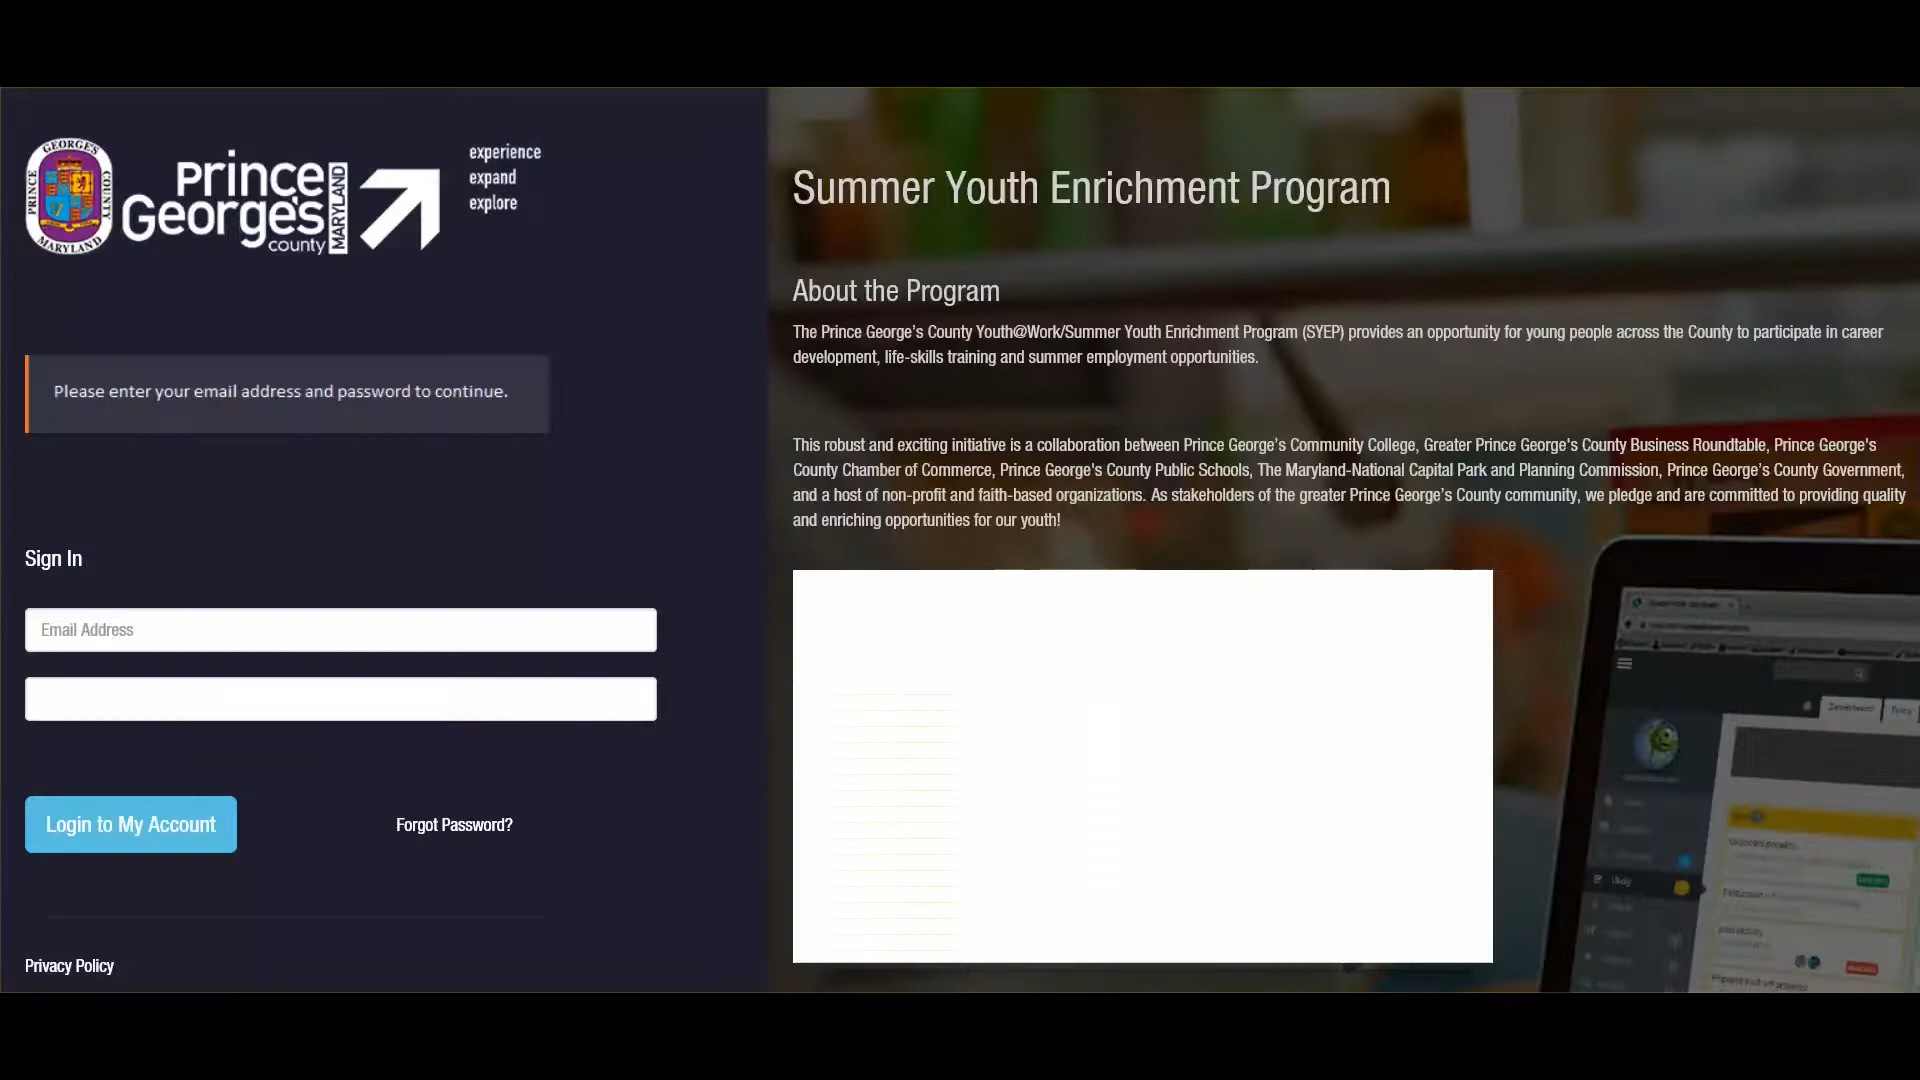 GEORGE'S
PRINCE
COUNTY
MARYLAND
Prince
George's
county
MARYLAND
experience
expand
explore
Please enter your email address and password to continue.
Sign In
Email Address
Login to My Account
Forgot Password?
Privacy Policy
Summer Youth Enrichment Program
About the Program
The Prince George’s County Youth@Work/Summer Youth Enrichment Program (SYEP) provides an opportunity for young people across the County to participate in career
development, life-skills training and summer employment opportunities.
This robust and exciting initiative is a collaboration between Prince George’s Community College, Greater Prince George's County Business Roundtable, Prince George's
County Chamber of Commerce, Prince George's County Public Schools, The Maryland-National Capital Park and Planning Commission, Prince George’s County Government,
and a host of non-profit and faith-based organizations. As stakeholders of the greater Prince George’s County community, we pledge and are committed to providing quality
and enriching opportunities for our youth!